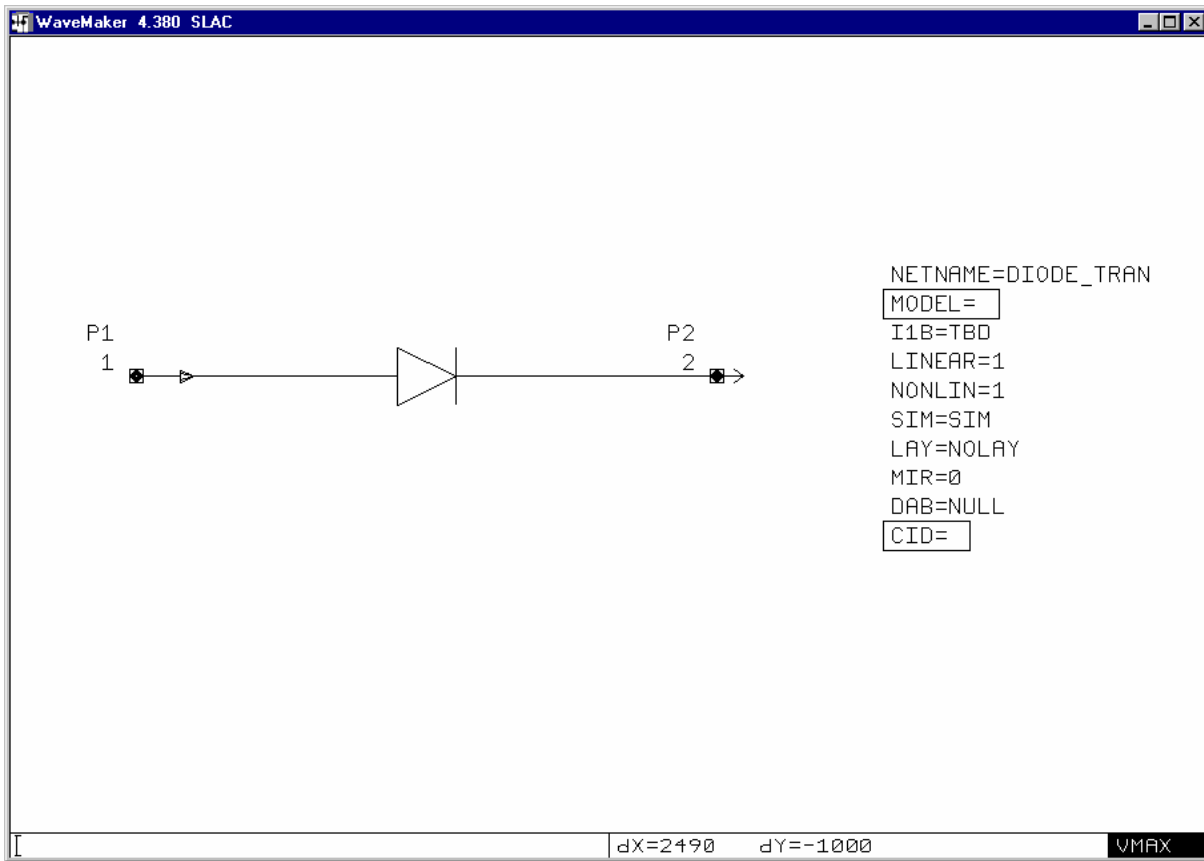 WaveMaker 4.380 SLAC
NETNAME=DIODE_TRAN
MODEL=
I1B=TBD
LINEAR=1
NONLIN=1
SIM=SIM
LAY=NOLAY
MIR=0
DAB=NULL
CID=
P1
1
P2
2
dX=2490 dY=-1000
VMAX